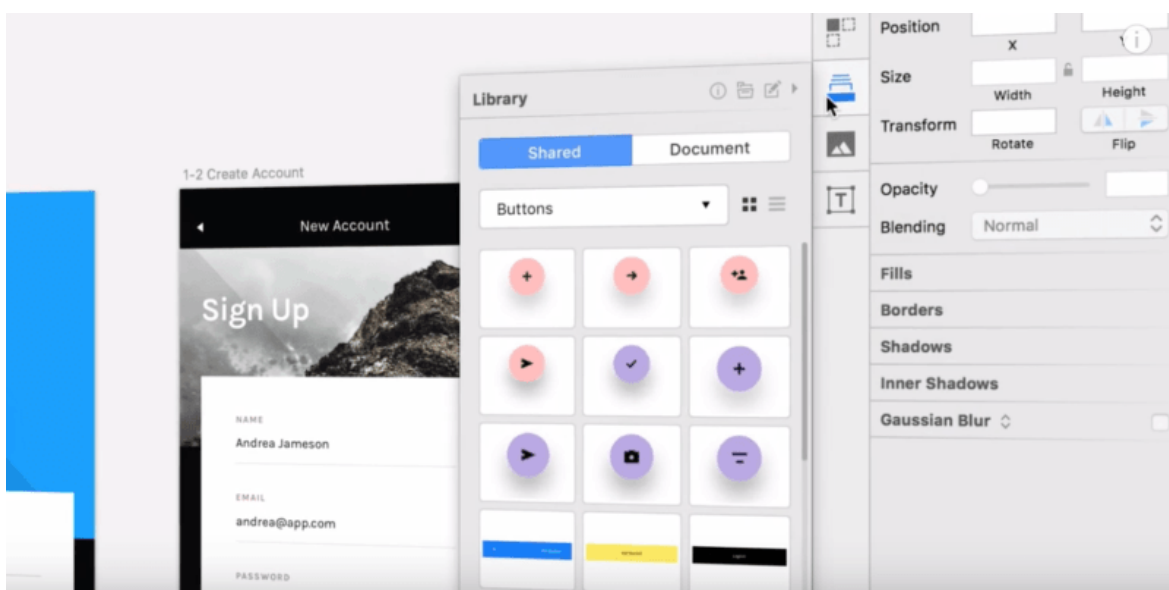 Position
X
Size
Width
Height
Transform
Rotate
Flip
Opacity
Blending
Normal
Fills
Borders
Shadows
Inner Shadows
Gaussian Blur
Library
Shared
Document
Buttons
1-2 Create Account
New Account
Sign Up
NAME
Andrea Jameson
EMAIL
andrea@app.com
PASSWORD
T